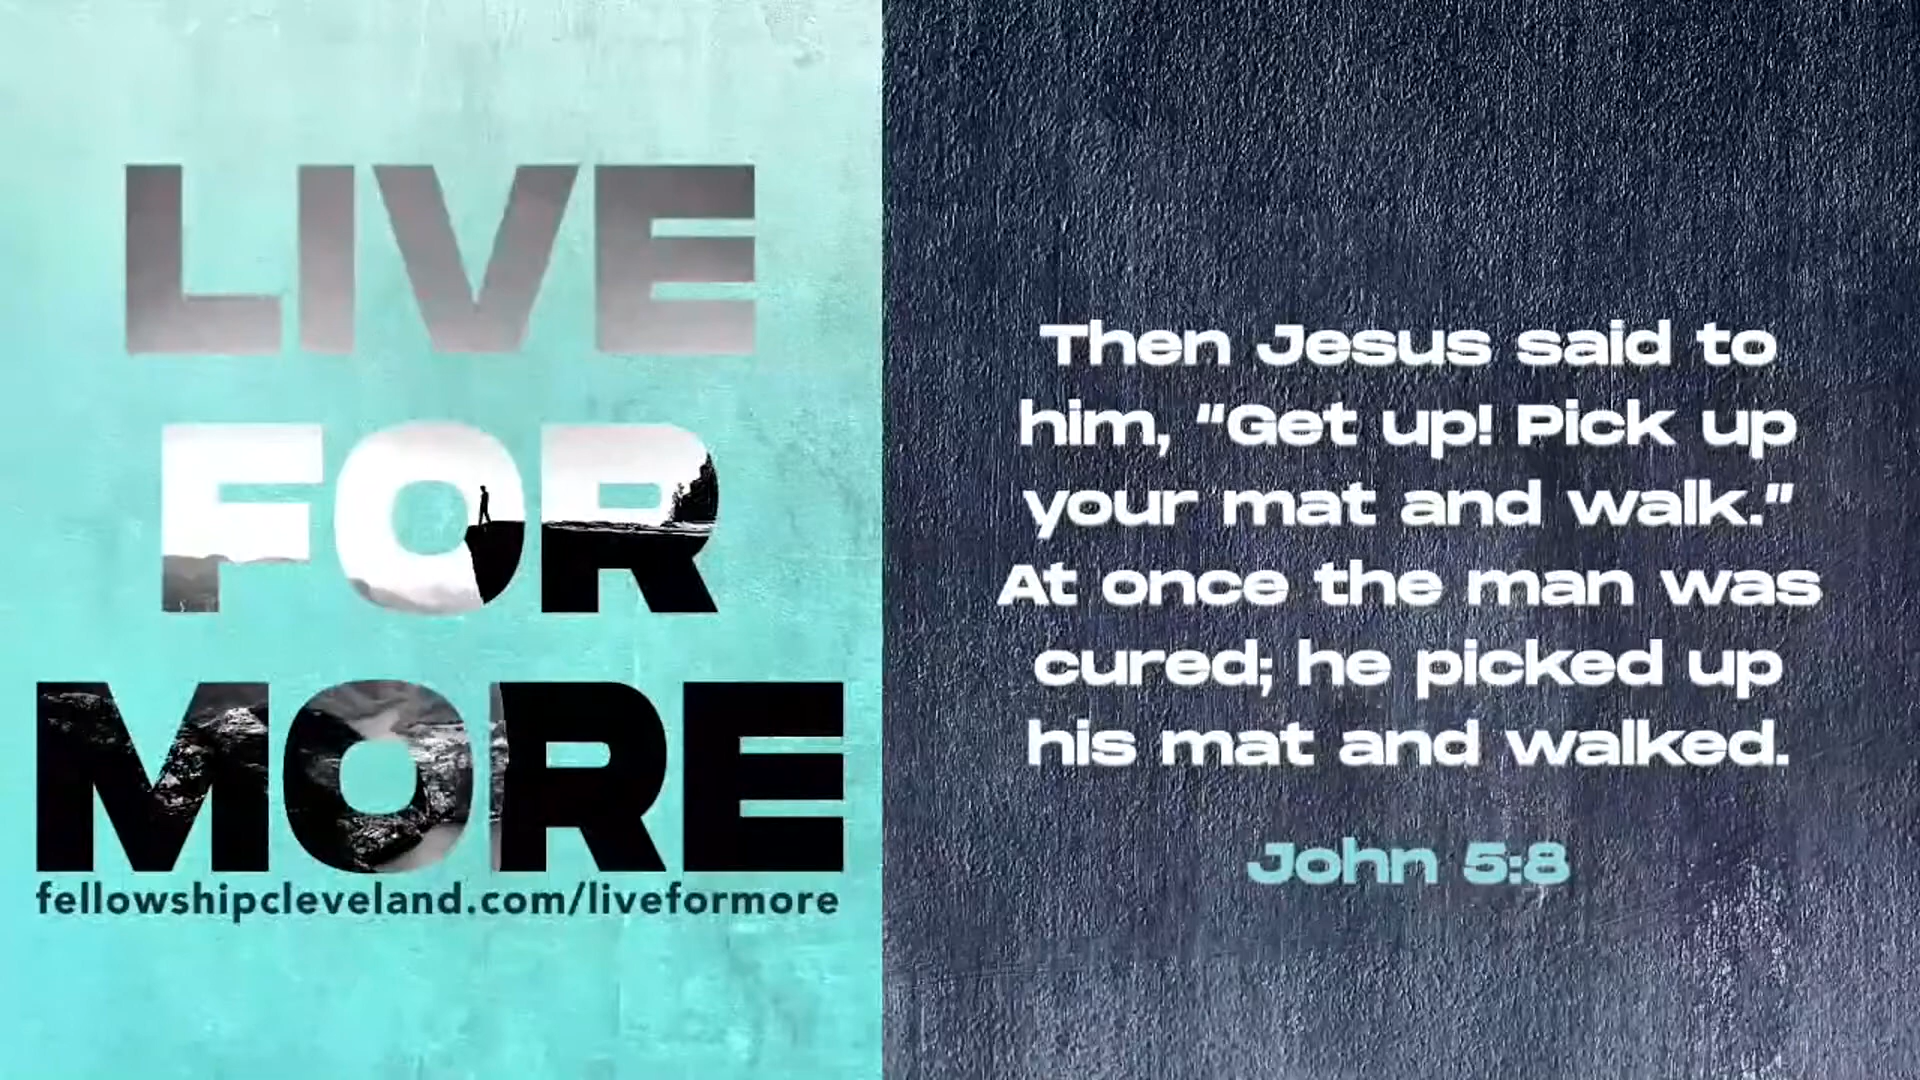 LIVE
FOR
MORE
fellowshipcleveland.com/liveformore
Then Jesus said to
him, “Get up! Pick up
your mat and walk.”
At once the man was
cured; he picked up
his mat and walked.
John 5:8